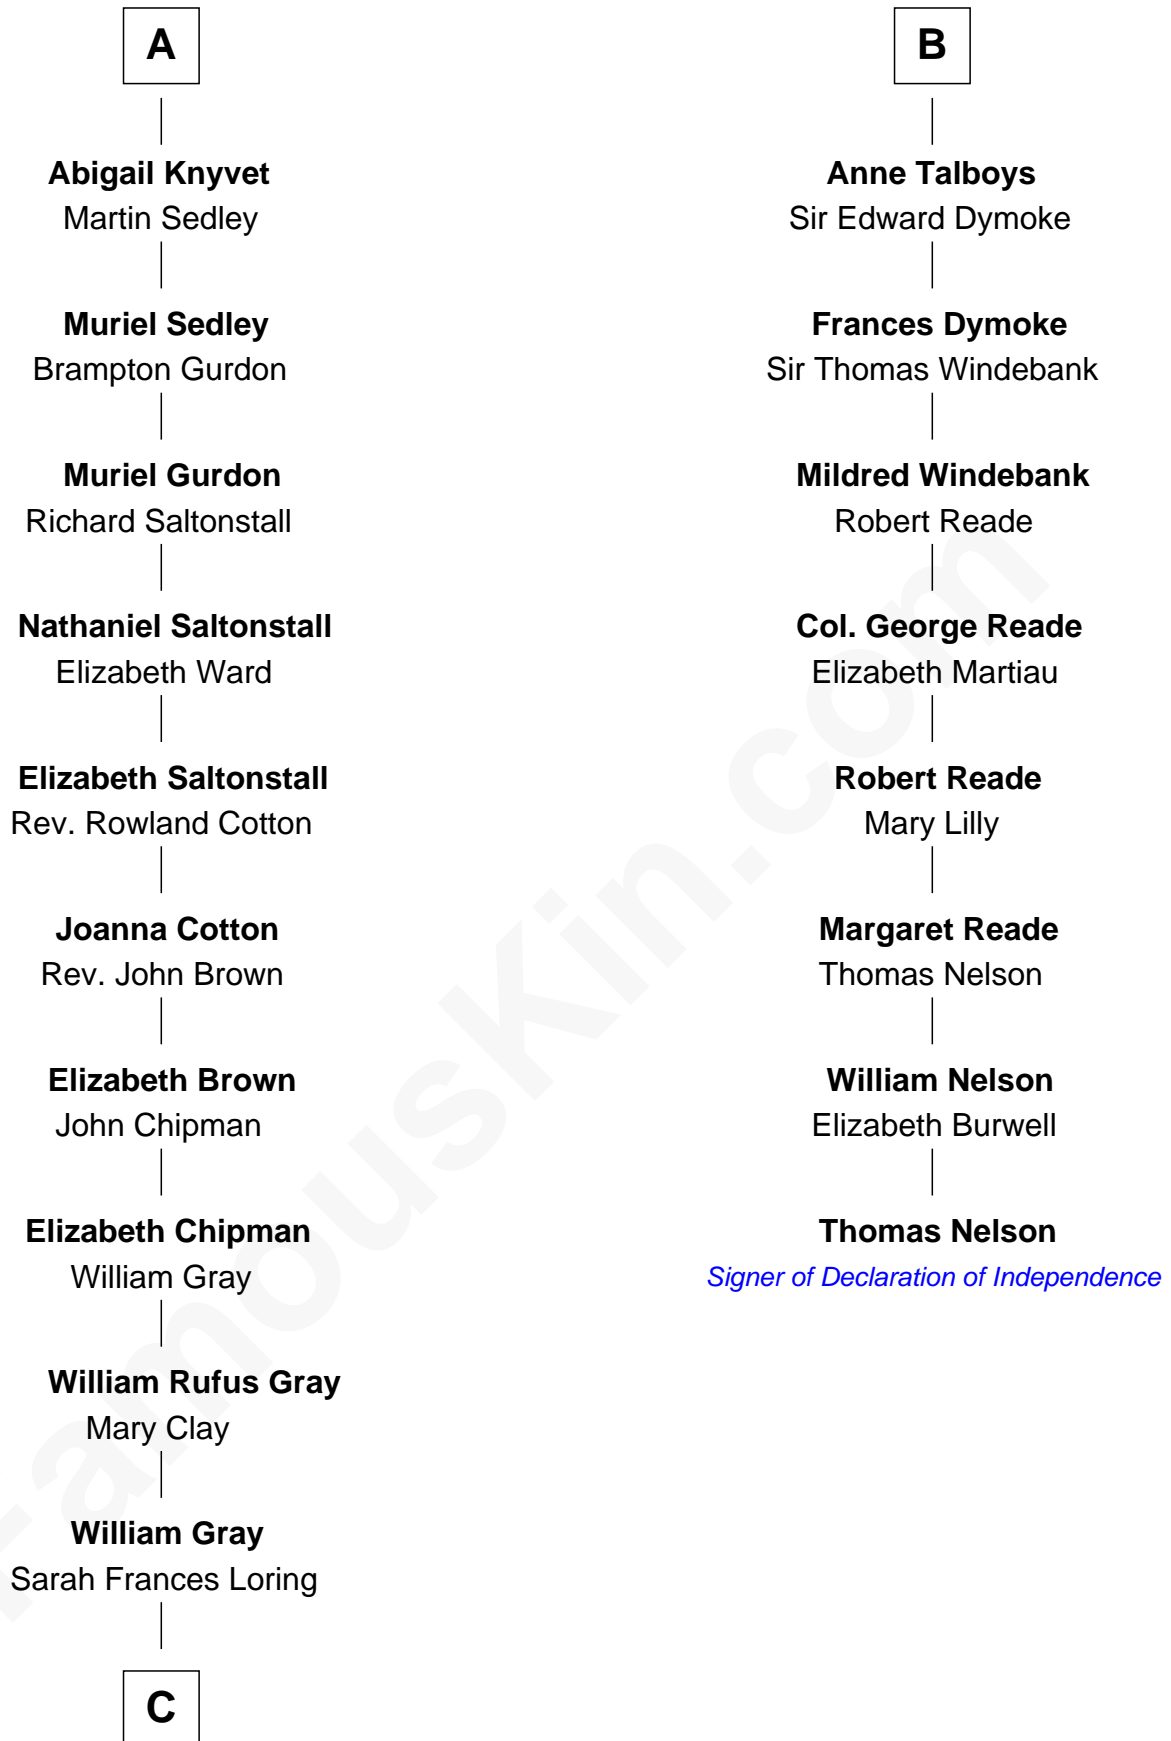 A
Abigail Knyvet
Martin Sedley
Muriel Sedley
Brampton Gurdon
Muriel Gurdon
Richard Saltonstall
Nathaniel Saltonstall
Elizabeth Ward
Elizabeth Saltonstall
Rev. Rowland Cotton
Joanna Cotton
Rev. John Brown
Elizabeth Brown
John Chipman
Elizabeth Chipman
William Gray
William Rufus Gray
Mary Clay
William Gray
Sarah Frances Loring
C
B
Anne Talboys
Sir Edward Dymoke
Frances Dymoke
Sir Thomas Windebank
Mildred Windebank
Robert Reade
Col. George Reade
Elizabeth Martiau
Robert Reade
Mary Lilly
Margaret Reade
Thomas Nelson
William Nelson
Elizabeth Burwell
Thomas Nelson
Signer of Declaration of Independence
FamousKin.com